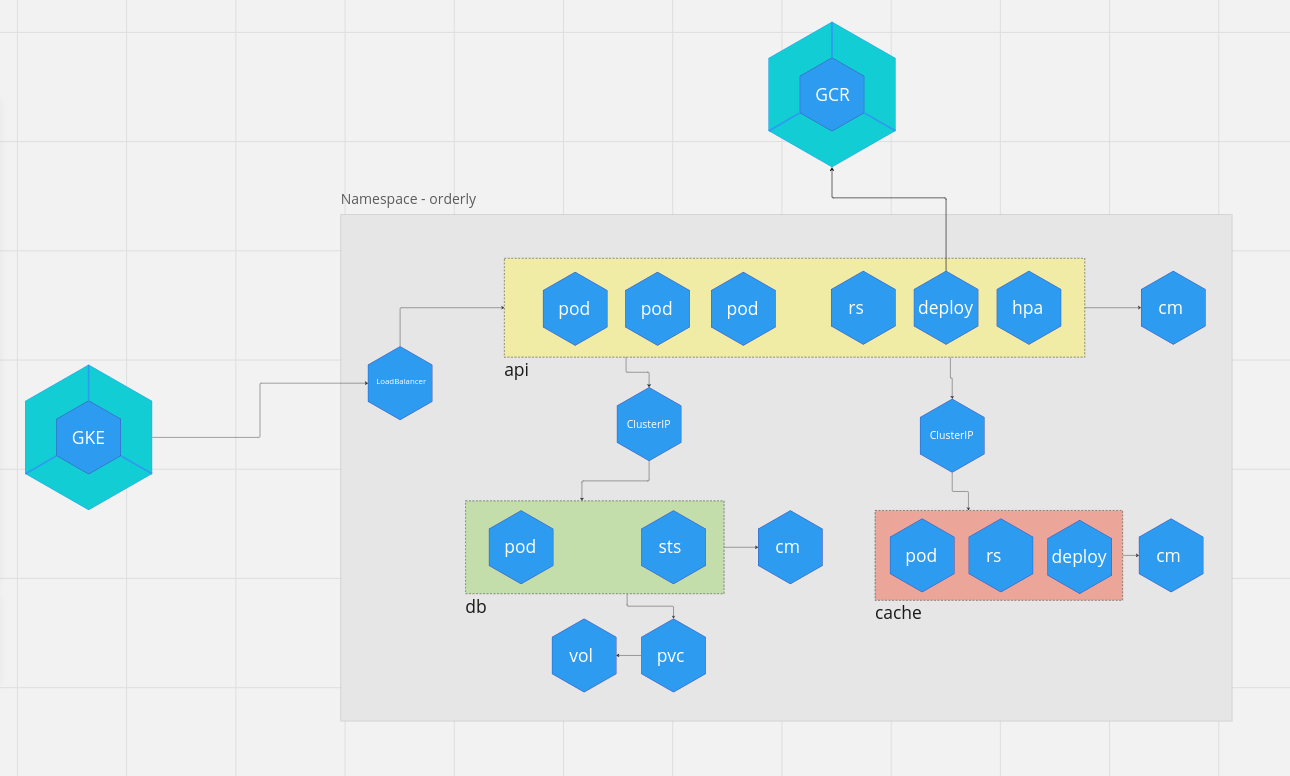 GCR
Namespace - orderly
pod
pod
pod
rs
deploy
hpa
cm
api
LoadBalancer
GKE
ClusterIP
ClusterIP
pod
sts
cm
db
pod
rs
deploy
cm
cache
vol
pvc